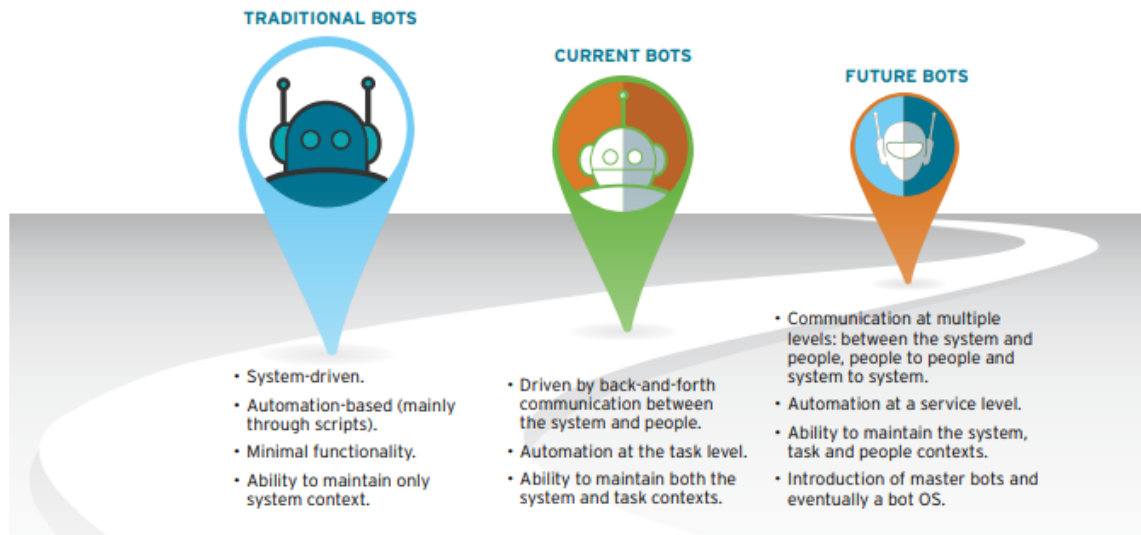 TRADITIONAL BOTS
• System-driven.
• Automation-based (mainly
through scripts).
• Minimal functionality.
• Ability to maintain only
system context.
CURRENT BOTS
• Driven by back-and-forth
communication between
the system and people.
• Automation at the task level.
• Ability to maintain both the
system and task contexts.
FUTURE BOTS
• Communication at multiple
levels: between the system and
people, people to people and
system to system.
• Automation at a service level.
• Ability to maintain the system,
task and people contexts.
• Introduction of master bots and
eventually a bot OS.